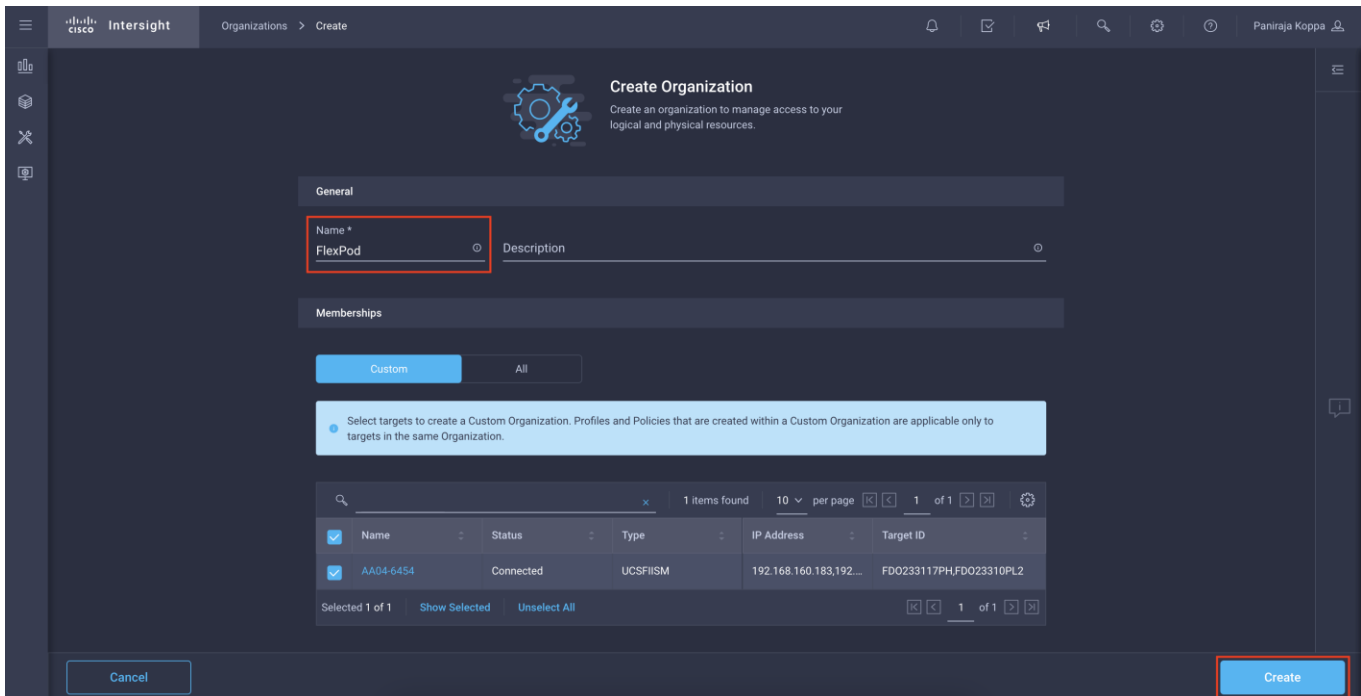 cisco Intersight
Organizations > Create
Paniraja Koppa
Create Organization
Create an organization to manage access to your
logical and physical resources.
General
Name *
FlexPod
Description
Memberships
Custom
All
Select targets to create a Custom Organization. Profiles and Policies that are created within a Custom Organization are applicable only to
targets in the same Organization.
1 items found 10 per page 1 of 1
Name Status Type IP Address Target ID
AA04-6454 Connected UCSFIISM 192.168.160.183,192.... FDO233117PH,FDO23310PL2
Selected 1 of 1 Show Selected Unselect All 1 of 1
Cancel
Create